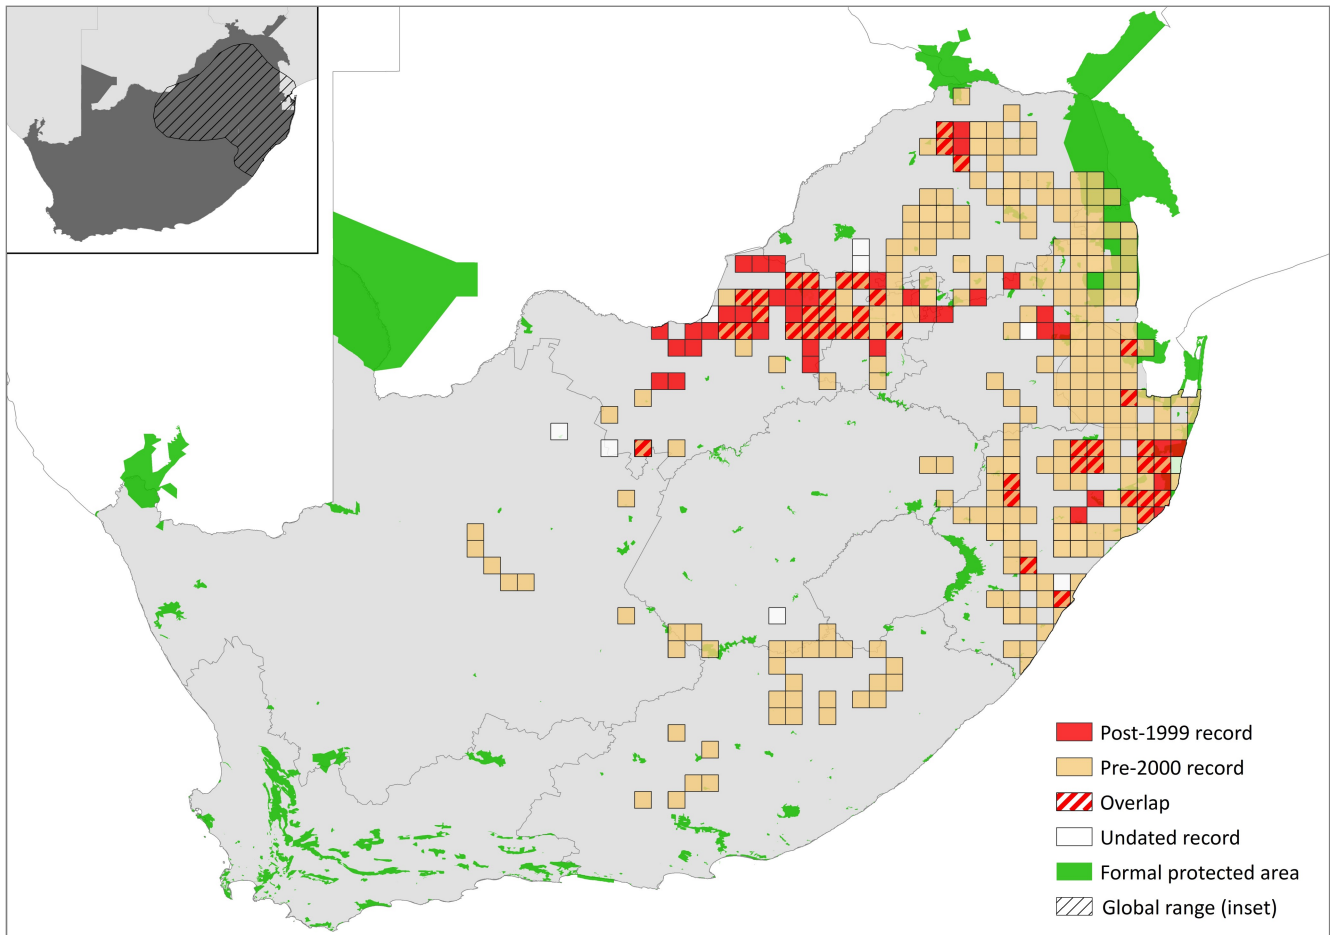 Post-1999 record
Pre-2000 record
Overlap
Undated record
Formal protected area
Global range (inset)